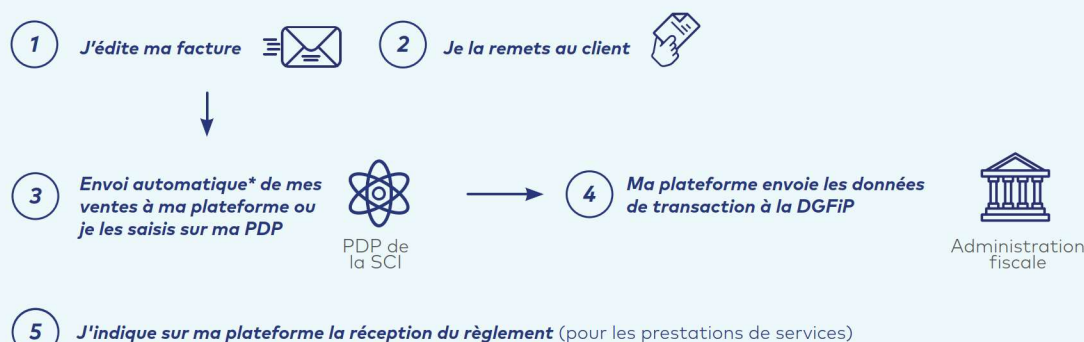 1 J'édite ma facture
2 Je la remets au client
3 Envoi automatique* de mes
ventes à ma plateforme ou
je les saisis sur ma PDP
PDP de
la SCI
4 Ma plateforme envoie les données
de transaction à la DGFiP
Administration
fiscale
5 J'indique sur ma plateforme la réception du règlement (pour les prestations de services)